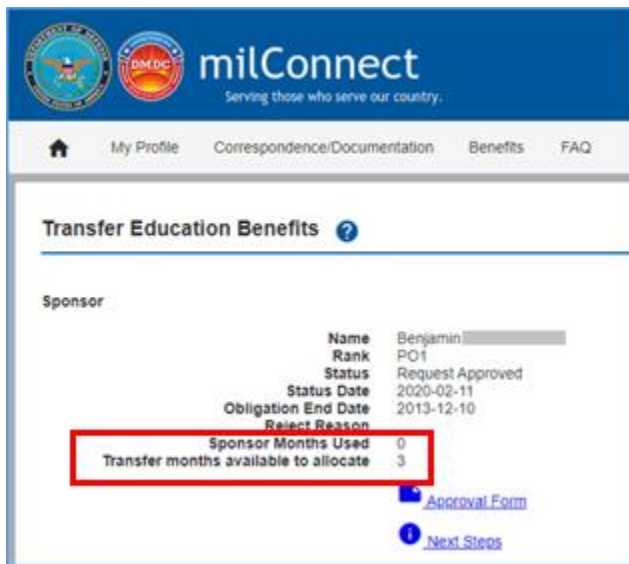 DMDC
milConnect
Serving those who serve our country.
My Profile Correspondence/Documentation Benefits FAQ
Transfer Education Benefits ?
Sponsor
Name Benjamin
Rank PO1
Status Request Approved
Status Date 2020-02-11
Obligation End Date 2013-12-10
Reject Reason
Sponsor Months Used 0
Transfer months available to allocate 3
Approval Form
i Next Steps